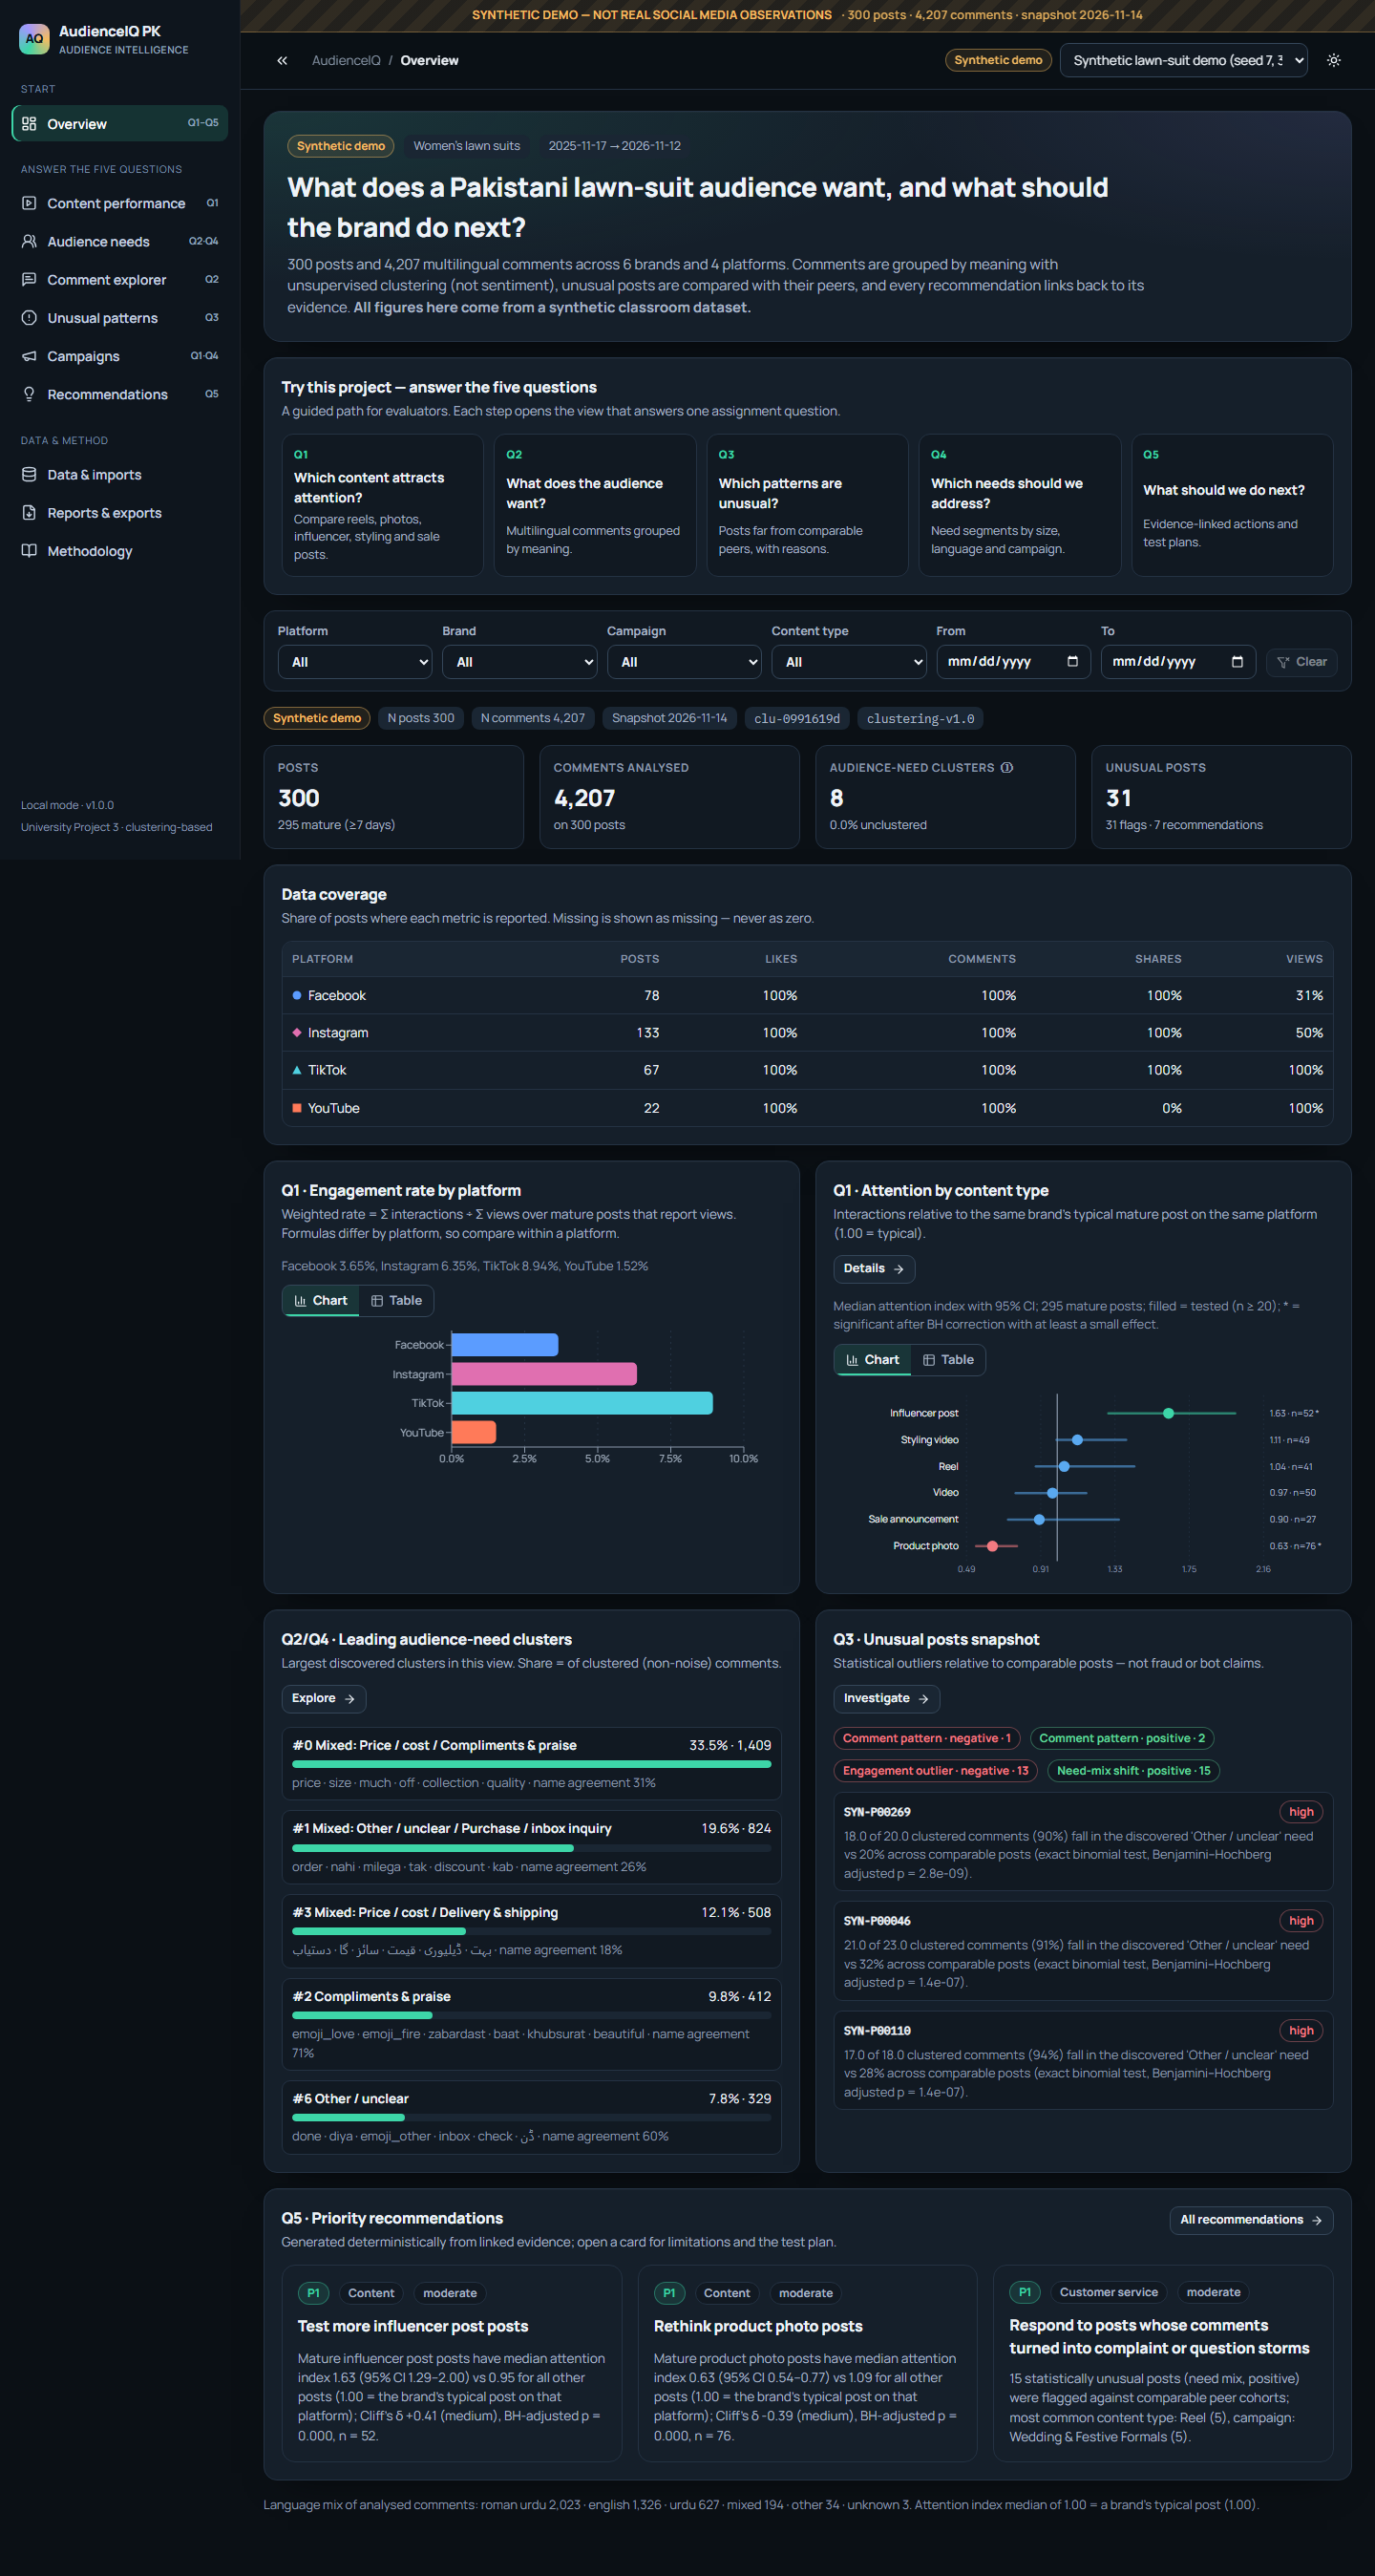 AQ
AudienceIQ PK
AUDIENCE INTELLIGENCE
START
Overview Q1–Q5
ANSWER THE FIVE QUESTIONS
Content performance Q1
Audience needs Q2·Q4
Comment explorer Q2
Unusual patterns Q3
Campaigns Q1·Q4
Recommendations Q5
DATA & METHOD
Data & imports
Reports & exports
Methodology
Local mode · v1.0.0
University Project 3 · clustering-based
SYNTHETIC DEMO — NOT REAL SOCIAL MEDIA OBSERVATIONS · 300 posts · 4,207 comments · snapshot 2026-11-14
AudienceIQ / Overview
Synthetic demo
Synthetic lawn-suit demo (seed 7, 3
Synthetic demo Women's lawn suits 2025-11-17 → 2026-11-12
What does a Pakistani lawn-suit audience want, and what should
the brand do next?
300 posts and 4,207 multilingual comments across 6 brands and 4 platforms. Comments are grouped by meaning with
unsupervised clustering (not sentiment), unusual posts are compared with their peers, and every recommendation links back to its
evidence. All figures here come from a synthetic classroom dataset.
Try this project — answer the five questions
A guided path for evaluators. Each step opens the view that answers one assignment question.
Q1
Which content attracts
attention?
Compare reels, photos,
influencer, styling and sale
posts.
Q2
What does the audience
want?
Multilingual comments grouped
by meaning.
Q3
Which patterns are
unusual?
Posts far from comparable
peers, with reasons.
Q4
Which needs should we
address?
Need segments by size,
language and campaign.
Q5
What should we do next?
Evidence-linked actions and
test plans.
Platform Brand Campaign Content type From To
All All All All mm/dd/yyyy mm/dd/yyyy Clear
Synthetic demo N posts 300 N comments 4,207 Snapshot 2026-11-14 clu-0991619d clustering-v1.0
POSTS
300
295 mature (≥7 days)
COMMENTS ANALYSED
4,207
on 300 posts
AUDIENCE-NEED CLUSTERS
8
0.0% unclustered
UNUSUAL POSTS
31
31 flags · 7 recommendations
Data coverage
Share of posts where each metric is reported. Missing is shown as missing — never as zero.
PLATFORM POSTS LIKES COMMENTS SHARES VIEWS
Facebook 78 100% 100% 100% 31%
Instagram 133 100% 100% 100% 50%
TikTok 67 100% 100% 100% 100%
YouTube 22 100% 100% 0% 100%
Q1 · Engagement rate by platform
Weighted rate = Σ interactions ÷ Σ views over mature posts that report views.
Formulas differ by platform, so compare within a platform.
Facebook 3.65%, Instagram 6.35%, TikTok 8.94%, YouTube 1.52%
Chart Table
Facebook
Instagram
TikTok
YouTube
0.0% 2.5% 5.0% 7.5% 10.0%
Q1 · Attention by content type
Interactions relative to the same brand's typical mature post on the same platform
(1.00 = typical).
Details
Median attention index with 95% CI; 295 mature posts; filled = tested (n ≥ 20); * =
significant after BH correction with at least a small effect.
Chart Table
Influencer post 1.63 · n=52 *
Styling video 1.11 · n=49
Reel 1.04 · n=41
Video 0.97 · n=50
Sale announcement 0.90 · n=27
Product photo 0.63 · n=76 *
0.49 0.91 1.33 1.75 2.16
Q2/Q4 · Leading audience-need clusters
Largest discovered clusters in this view. Share = of clustered (non-noise) comments.
Explore
#0 Mixed: Price / cost / Compliments & praise 33.5% · 1,409
price · size · much · off · collection · quality · name agreement 31%
#1 Mixed: Other / unclear / Purchase / inbox inquiry 19.6% · 824
order · nahi · milega · tak · discount · kab · name agreement 26%
#3 Mixed: Price / cost / Delivery & shipping 12.1% · 508
بہت · ڈیلیوری · قیمت · سائز · گا · دستیاب · name agreement 18%
#2 Compliments & praise 9.8% · 412
emoji_love · emoji_fire · zabardast · baat · khubsurat · beautiful · name agreement
71%
#6 Other / unclear 7.8% · 329
done · diya · emoji_other · inbox · check · ڈن · name agreement 60%
Q3 · Unusual posts snapshot
Statistical outliers relative to comparable posts — not fraud or bot claims.
Investigate
Comment pattern · negative · 1 Comment pattern · positive · 2
Engagement outlier · negative · 13 Need-mix shift · positive · 15
SYN-P00269 high
18.0 of 20.0 clustered comments (90%) fall in the discovered 'Other / unclear' need
vs 20% across comparable posts (exact binomial test, Benjamini–Hochberg
adjusted p = 2.8e-09).
SYN-P00046 high
21.0 of 23.0 clustered comments (91%) fall in the discovered 'Other / unclear' need
vs 32% across comparable posts (exact binomial test, Benjamini–Hochberg
adjusted p = 1.4e-07).
SYN-P00110 high
17.0 of 18.0 clustered comments (94%) fall in the discovered 'Other / unclear' need
vs 28% across comparable posts (exact binomial test, Benjamini–Hochberg
adjusted p = 1.4e-07).
Q5 · Priority recommendations
Generated deterministically from linked evidence; open a card for limitations and the test plan.
All recommendations
P1 Content moderate
Test more influencer post posts
Mature influencer post posts have median attention
index 1.63 (95% CI 1.29–2.00) vs 0.95 for all other
posts (1.00 = the brand's typical post on that
platform); Cliff's δ +0.41 (medium), BH-adjusted p =
0.000, n = 52.
P1 Content moderate
Rethink product photo posts
Mature product photo posts have median attention
index 0.63 (95% CI 0.54–0.77) vs 1.09 for all other
posts (1.00 = the brand's typical post on that
platform); Cliff's δ -0.39 (medium), BH-adjusted p =
0.000, n = 76.
P1 Customer service moderate
Respond to posts whose comments
turned into complaint or question storms
15 statistically unusual posts (need mix, positive)
were flagged against comparable peer cohorts;
most common content type: Reel (5), campaign:
Wedding & Festive Formals (5).
Language mix of analysed comments: roman urdu 2,023 · english 1,326 · urdu 627 · mixed 194 · other 34 · unknown 3. Attention index median of 1.00 = a brand's typical post (1.00).